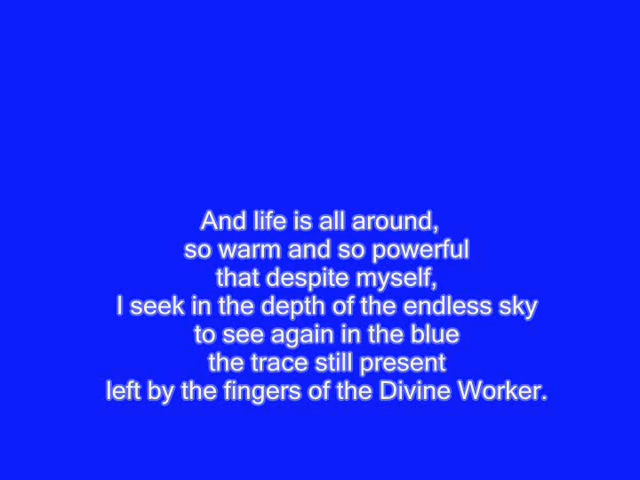 And life is all around,
so warm and so powerful
that despite myself,
I seek in the depth of the endless sky
to see again in the blue
the trace still present
left by the fingers of the Divine Worker.